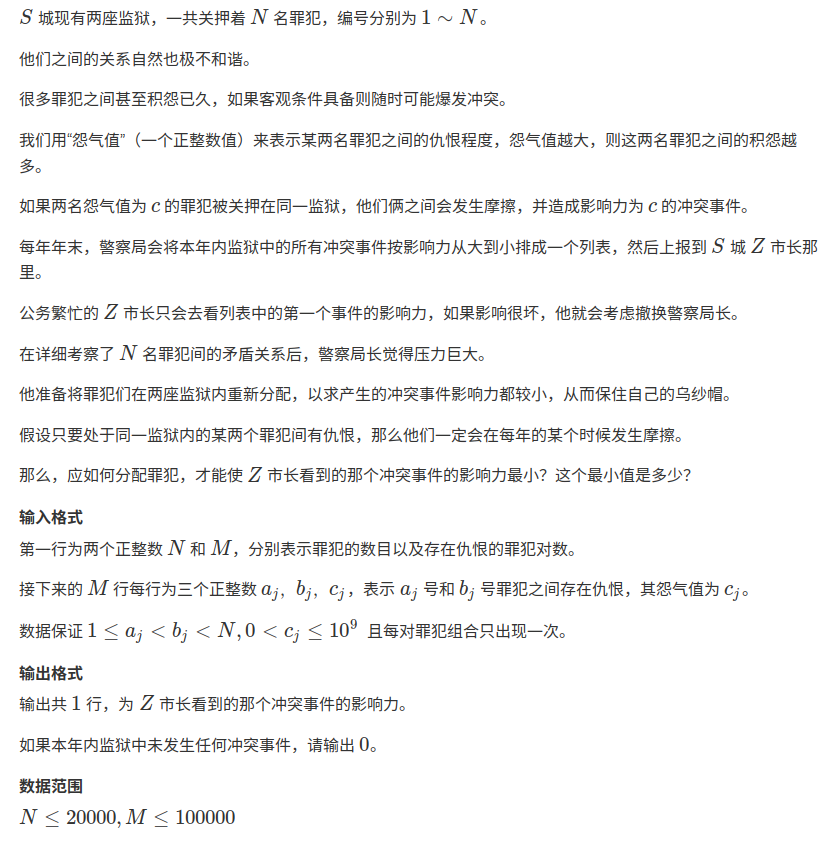 S 城现有两座监狱，一共关押着 N 名罪犯，编号分别为 1 ∼ N。
他们之间的关系自然也极不和谐。
很多罪犯之间甚至积怨已久，如果客观条件具备则随时可能爆发冲突。
我们用“怨气值”（一个正整数值）来表示某两名罪犯之间的仇恨程度，怨气值越大，则这两名罪犯之间的积怨越
多。
如果两名怨气值为 c 的罪犯被关押在同一监狱，他们俩之间会发生摩擦，并造成影响力为 c 的冲突事件。
每年年末，警察局会将本年内监狱中的所有冲突事件按影响力从大到小排成一个列表，然后上报到 S 城 Z 市长那
里。
公务繁忙的 Z 市长只会去看列表中的第一个事件的影响力，如果影响很坏，他就会考虑撤换警察局长。
在详细考察了 N 名罪犯间的矛盾关系后，警察局长觉得压力巨大。
他准备将罪犯们在两座监狱内重新分配，以求产生的冲突事件影响力都较小，从而保住自己的乌纱帽。
假设只要处于同一监狱内的某两个罪犯间有仇恨，那么他们一定会在每年的某个时候发生摩擦。
那么，应如何分配罪犯，才能使 Z 市长看到的那个冲突事件的影响力最小？这个最小值是多少？
输入格式
第一行为两个正整数 N 和 M，分别表示罪犯的数目以及存在仇恨的罪犯对数。
接下来的 M 行每行为三个正整数 aj，bj，cj，表示 aj 号和 bj 号罪犯之间存在仇恨，其怨气值为 cj。
数据保证 1 ≤ aj < bj < N, 0 < cj ≤ 10⁹ 且每对罪犯组合只出现一次。
输出格式
输出共 1 行，为 Z 市长看到的那个冲突事件的影响力。
如果本年内监狱中未发生任何冲突事件，请输出 0。
数据范围
N ≤ 20000, M ≤ 100000